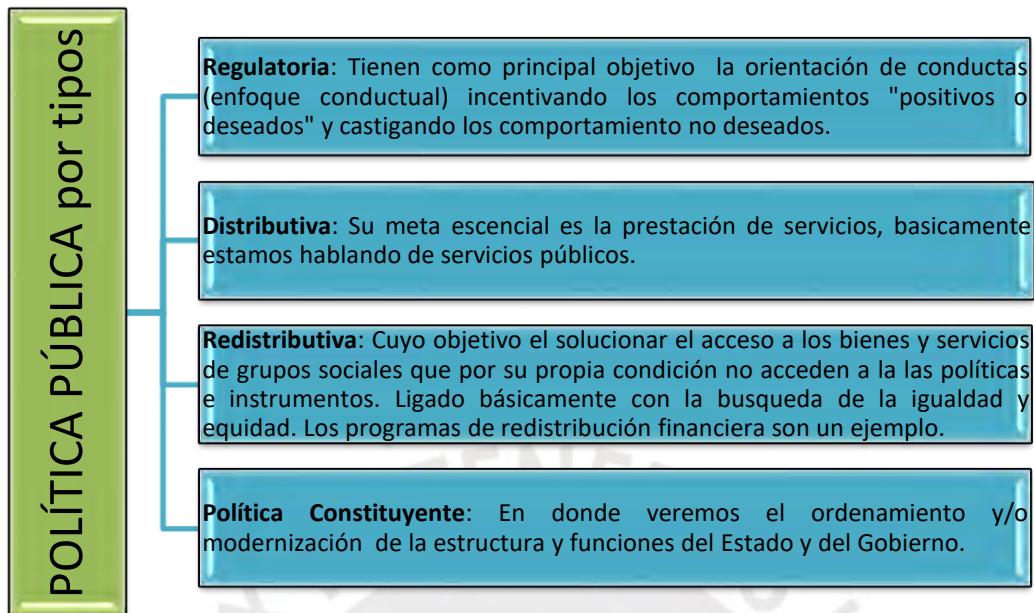 POLÍTICA PÚBLICA por tipos
Regulatoria: Tienen como principal objetivo la orientación de conductas
(enfoque conductual) incentivando los comportamientos "positivos o
deseados" y castigando los comportamiento no deseados.
Distributiva: Su meta escencial es la prestación de servicios, basicamente
estamos hablando de servicios públicos.
Redistributiva: Cuyo objetivo el solucionar el acceso a los bienes y servicios
de grupos sociales que por su propia condición no acceden a la las políticas
e instrumentos. Ligado básicamente con la busqueda de la igualdad y
equidad. Los programas de redistribución financiera son un ejemplo.
Política Constituyente: En donde veremos el ordenamiento y/o
modernización de la estructura y funciones del Estado y del Gobierno.